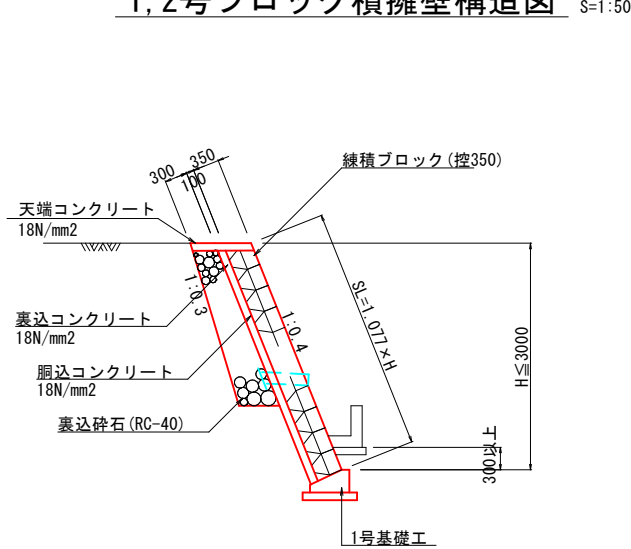 1,2号ブロック積擁壁構造図 S=1:50
300
100
350
練積ブロック(控350)
天端コンクリート
18N/mm2
1:0.3
裏込コンクリート
18N/mm2
1:0.4
SL=1.077×H
H≦3000
胴込コンクリート
18N/mm2
裏込砕石(RC-40)
300以上
1号基礎工